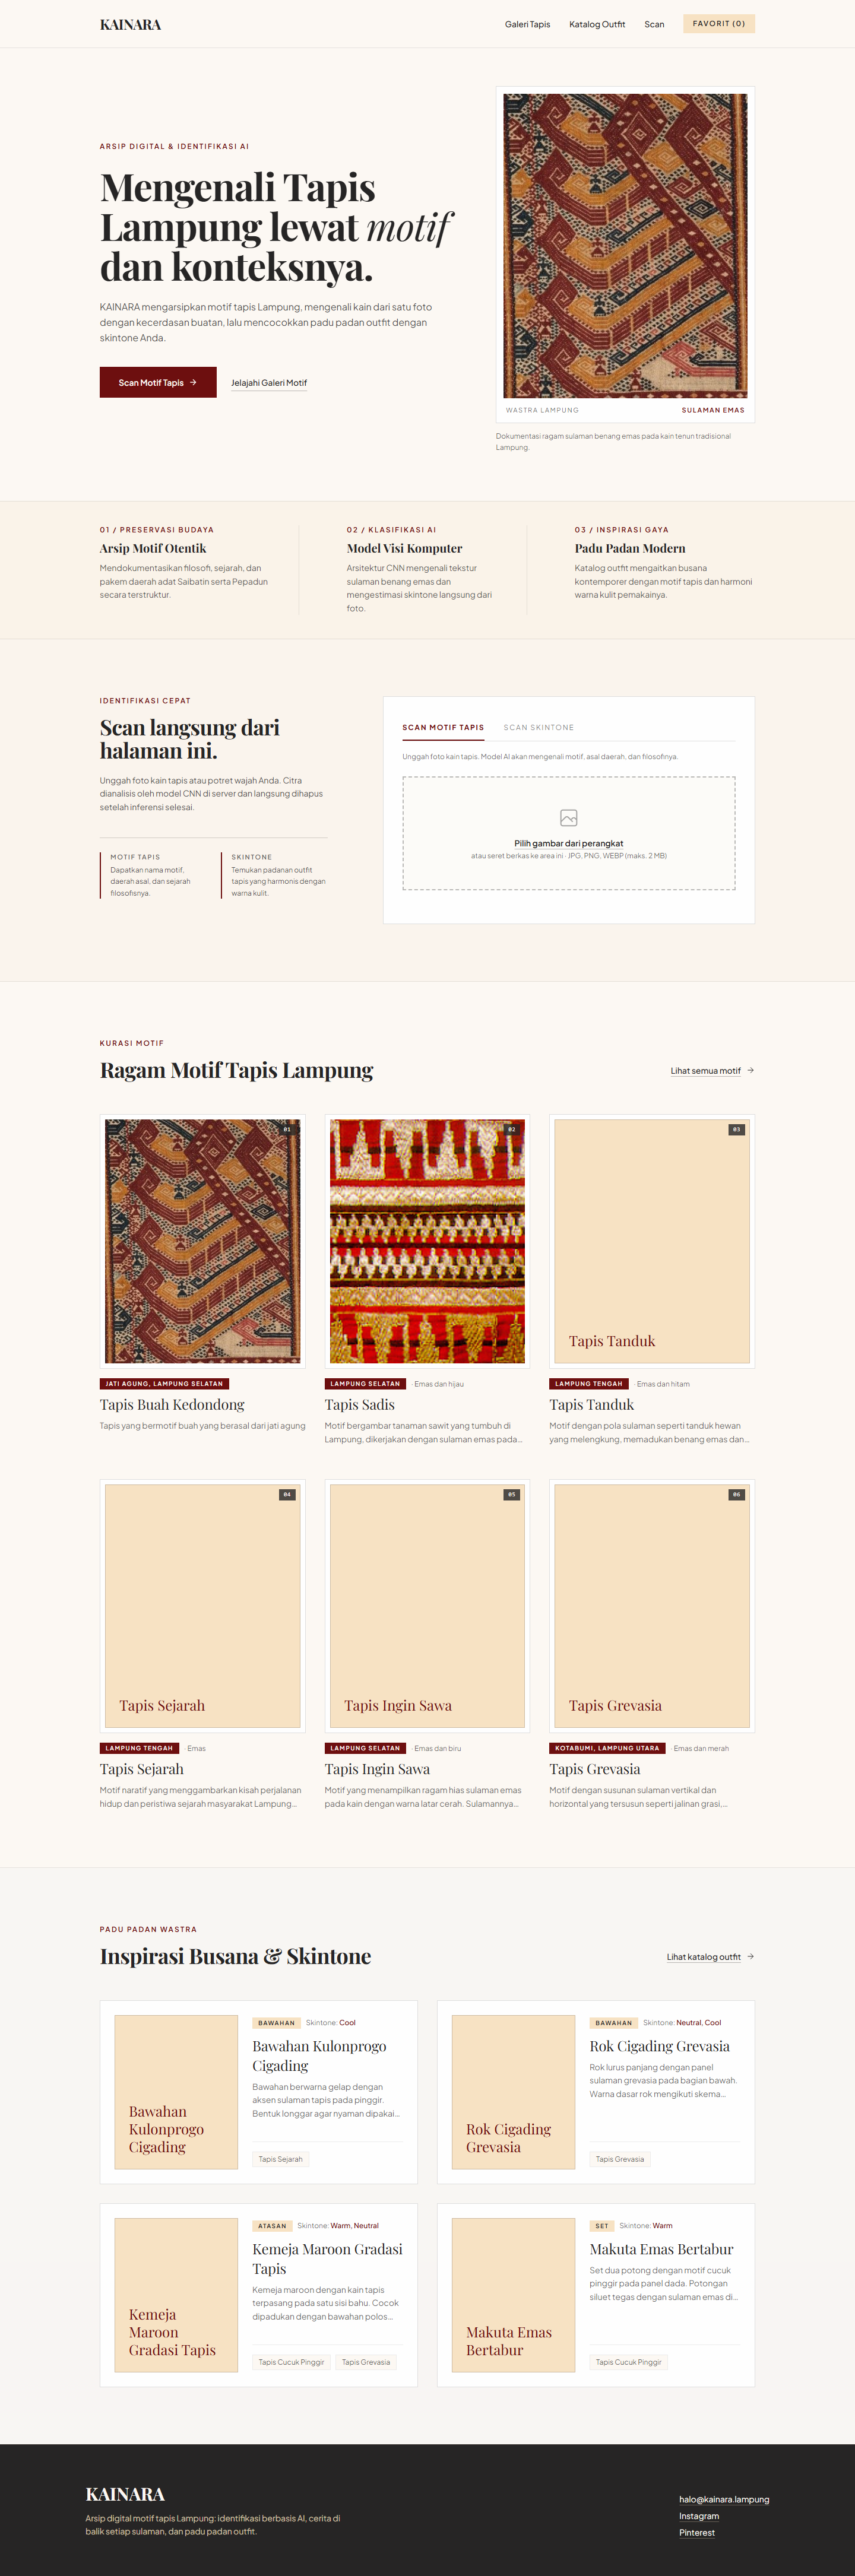 KAINARA
Galeri Tapis
Katalog Outfit
Scan
FAVORIT (0)
ARSIP DIGITAL & IDENTIFIKASI AI
Mengenali Tapis
Lampung lewat motif
dan konteksnya.
KAINARA mengarsipkan motif tapis Lampung, mengenali kain dari satu foto
dengan kecerdasan buatan, lalu mencocokkan padu padan outfit dengan
skintone Anda.
Scan Motif Tapis →
Jelajahi Galeri Motif
WASTRA LAMPUNG
SULAMAN EMAS
Dokumentasi ragam sulaman benang emas pada kain tenun tradisional
Lampung.
01 / PRESERVASI BUDAYA
Arsip Motif Otentik
Mendokumentasikan filosofi, sejarah, dan
pakem daerah adat Saibatin serta Pepadun
secara terstruktur.
02 / KLASIFIKASI AI
Model Visi Komputer
Arsitektur CNN mengenali tekstur
sulaman benang emas dan
mengestimasi skintone langsung dari
foto.
03 / INSPIRASI GAYA
Padu Padan Modern
Katalog outfit mengaitkan busana
kontemporer dengan motif tapis dan harmoni
warna kulit pemakainya.
IDENTIFIKASI CEPAT
Scan langsung dari
halaman ini.
Unggah foto kain tapis atau potret wajah Anda. Citra
dianalisis oleh model CNN di server dan langsung dihapus
setelah inferensi selesai.
MOTIF TAPIS
Dapatkan nama motif,
daerah asal, dan sejarah
filosofisnya.
SKINTONE
Temukan padanan outfit
tapis yang harmonis dengan
warna kulit.
SCAN MOTIF TAPIS
SCAN SKINTONE
Unggah foto kain tapis. Model AI akan mengenali motif, asal daerah, dan filosofinya.
Pilih gambar dari perangkat
atau seret berkas ke area ini · JPG, PNG, WEBP (maks. 2 MB)
KURASI MOTIF
Ragam Motif Tapis Lampung
Lihat semua motif →
01
JATI AGUNG, LAMPUNG SELATAN
Tapis Buah Kedondong
Tapis yang bermotif buah yang berasal dari jati agung
02
LAMPUNG SELATAN · Emas dan hijau
Tapis Sadis
Motif bergambar tanaman sawit yang tumbuh di
Lampung, dikerjakan dengan sulaman emas pada…
03
Tapis Tanduk
LAMPUNG TENGAH · Emas dan hitam
Tapis Tanduk
Motif dengan pola sulaman seperti tanduk hewan
yang melengkung, memadukan benang emas dan…
04
Tapis Sejarah
LAMPUNG TENGAH · Emas
Tapis Sejarah
Motif naratif yang menggambarkan kisah perjalanan
hidup dan peristiwa sejarah masyarakat Lampung…
05
Tapis Ingin Sawa
LAMPUNG SELATAN · Emas dan biru
Tapis Ingin Sawa
Motif yang menampilkan ragam hias sulaman emas
pada kain dengan warna latar cerah. Sulamannya…
06
Tapis Grevasia
KOTABUMI, LAMPUNG UTARA · Emas dan merah
Tapis Grevasia
Motif dengan susunan sulaman vertikal dan
horizontal yang tersusun seperti jalinan grasi,…
PADU PADAN WASTRA
Inspirasi Busana & Skintone
Lihat katalog outfit →
Bawahan
Kulonprogo
Cigading
BAWAHAN Skintone: Cool
Bawahan Kulonprogo
Cigading
Bawahan berwarna gelap dengan
aksen sulaman tapis pada pinggir.
Bentuk longgar agar nyaman dipakai…
Tapis Sejarah
Rok Cigading
Grevasia
BAWAHAN Skintone: Neutral, Cool
Rok Cigading Grevasia
Rok lurus panjang dengan panel
sulaman grevasia pada bagian bawah.
Warna dasar rok mengikuti skema…
Tapis Grevasia
Kemeja
Maroon
Gradasi Tapis
ATASAN Skintone: Warm, Neutral
Kemeja Maroon Gradasi
Tapis
Kemeja maroon dengan kain tapis
terpasang pada satu sisi bahu. Cocok
dipadukan dengan bawahan polos…
Tapis Cucuk Pinggir
Tapis Grevasia
Makuta Emas
Bertabur
SET Skintone: Warm
Makuta Emas Bertabur
Set dua potong dengan motif cucuk
pinggir pada panel dada. Potongan
siluet tegas dengan sulaman emas di…
Tapis Cucuk Pinggir
KAINARA
Arsip digital motif tapis Lampung: identifikasi berbasis AI, cerita di
balik setiap sulaman, dan padu padan outfit.
halo@kainara.lampung
Instagram
Pinterest